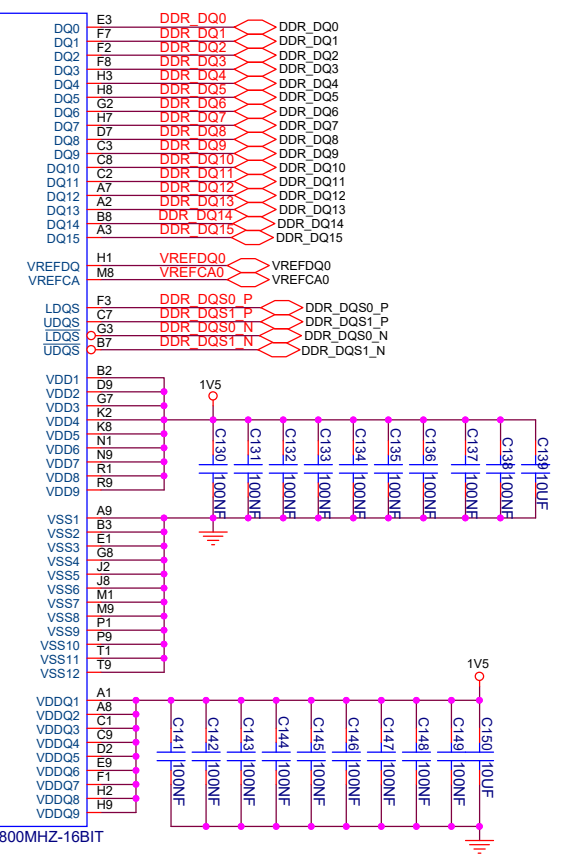 DQ0 E3 DDR_DQ0 DDR_DQ0
DQ1 F7 DDR_DQ1 DDR_DQ1
DQ2 F2 DDR_DQ2 DDR_DQ2
DQ3 F8 DDR_DQ3 DDR_DQ3
DQ4 H3 DDR_DQ4 DDR_DQ4
DQ5 H8 DDR_DQ5 DDR_DQ5
DQ6 G2 DDR_DQ6 DDR_DQ6
DQ7 H7 DDR_DQ7 DDR_DQ7
DQ8 D7 DDR_DQ8 DDR_DQ8
DQ9 C3 DDR_DQ9 DDR_DQ9
DQ10 C8 DDR_DQ10 DDR_DQ10
DQ11 C2 DDR_DQ11 DDR_DQ11
DQ12 A7 DDR_DQ12 DDR_DQ12
DQ13 A2 DDR_DQ13 DDR_DQ13
DQ14 B8 DDR_DQ14 DDR_DQ14
DQ15 A3 DDR_DQ15 DDR_DQ15
VREFDQ H1 VREFDQ0 VREFDQ0
VREFCA M8 VREFCA0 VREFCA0
LDQS F3 DDR_DQS0_P DDR_DQS0_P
UDQS C7 DDR_DQS1_P DDR_DQS1_P
LDQS G3 DDR_DQS0_N DDR_DQS0_N
UDQS B7 DDR_DQS1_N DDR_DQS1_N
VDD1 B2
VDD2 D9
VDD3 G7
VDD4 K2
VDD5 K8
VDD6 N1
VDD7 N9
VDD8 R1
VDD9 R9
1V5
C130 100NF
C131 100NF
C132 100NF
C133 100NF
C134 100NF
C135 100NF
C136 100NF
C137 100NF
C138 100NF
C139 10UF
VSS1 A9
VSS2 B3
VSS3 E1
VSS4 G8
VSS5 J2
VSS6 J8
VSS7 M1
VSS8 M9
VSS9 P1
VSS10 P9
VSS11 T1
VSS12 T9
1V5
VDDQ1 A1
VDDQ2 A8
VDDQ3 C1
VDDQ4 C9
VDDQ5 D2
VDDQ6 E9
VDDQ7 F1
VDDQ8 H2
VDDQ9 H9
C141 100NF
C142 100NF
C143 100NF
C144 100NF
C145 100NF
C146 100NF
C147 100NF
C148 100NF
C149 100NF
C150 10UF
800MHZ-16BIT